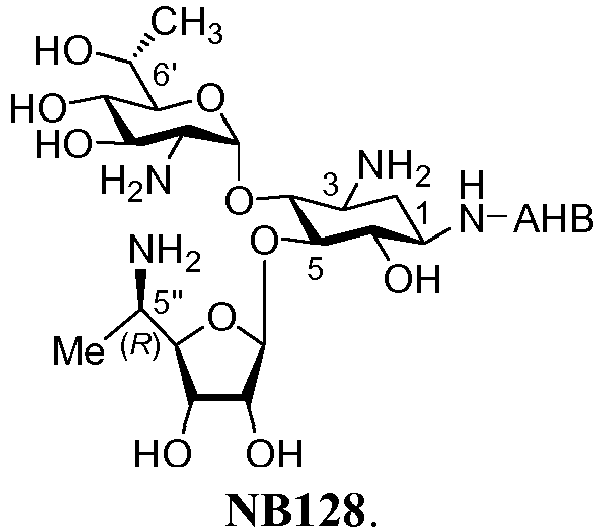 CH3
HO
6'
HO
O
HO
H2N
NH2
H
3
1
N
AHB
O
O
5
OH
NH2
5''
O
Me
(R)
HO
OH
NB128.